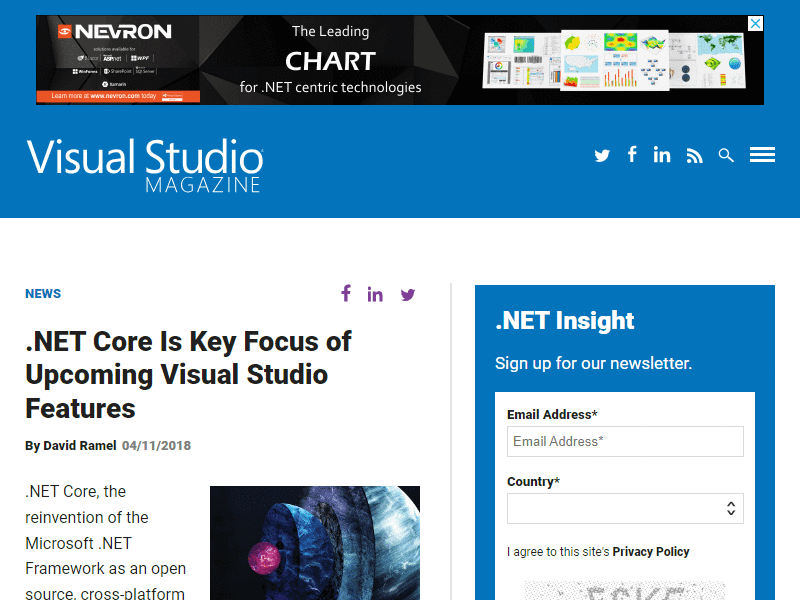 NEVRON
solutions available for
ASP.net
WPF
WinForms
SharePoint
SQL Server
Xamarin
Learn more at www.nevron.com today
The Leading
CHART
for .NET centric technologies
Visual Studio
MAGAZINE
NEWS
.NET Core Is Key Focus of
Upcoming Visual Studio
Features
By David Ramel 04/11/2018
.NET Core, the
reinvention of the
Microsoft .NET
Framework as an open
source, cross-platform
.NET Insight
Sign up for our newsletter.
Email Address*
Email Address*
Country*
I agree to this site's Privacy Policy